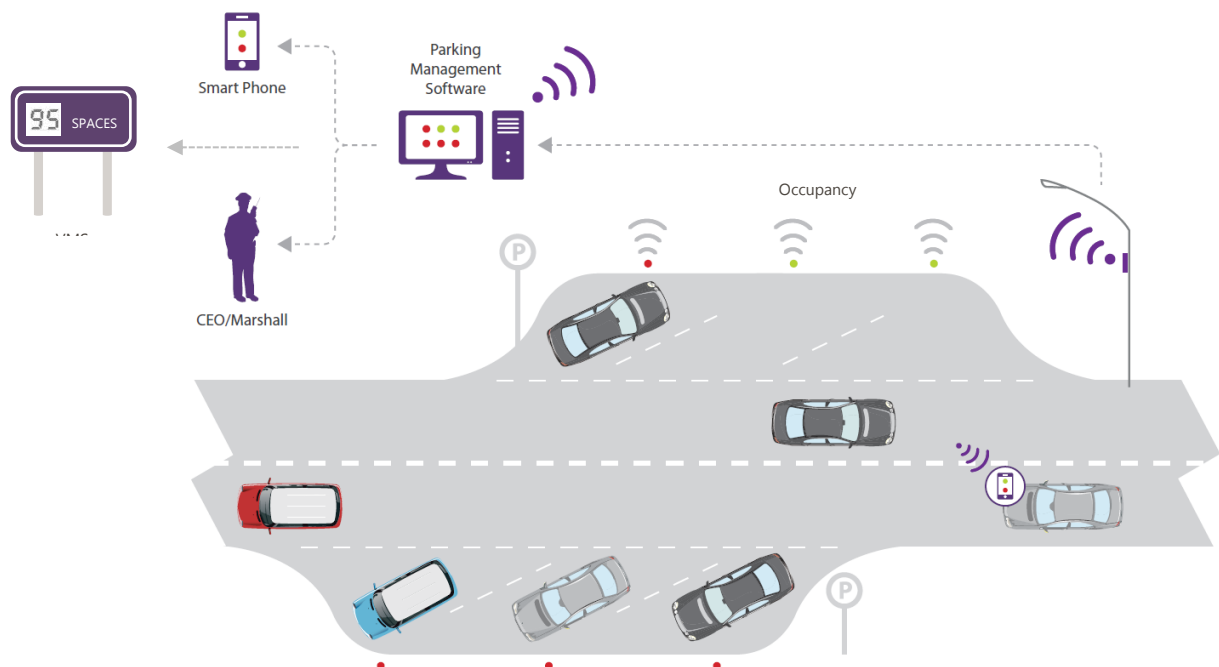 Smart Phone
Parking
Management
Software
95 SPACES
Occupancy
P
CEO/Marshall
P